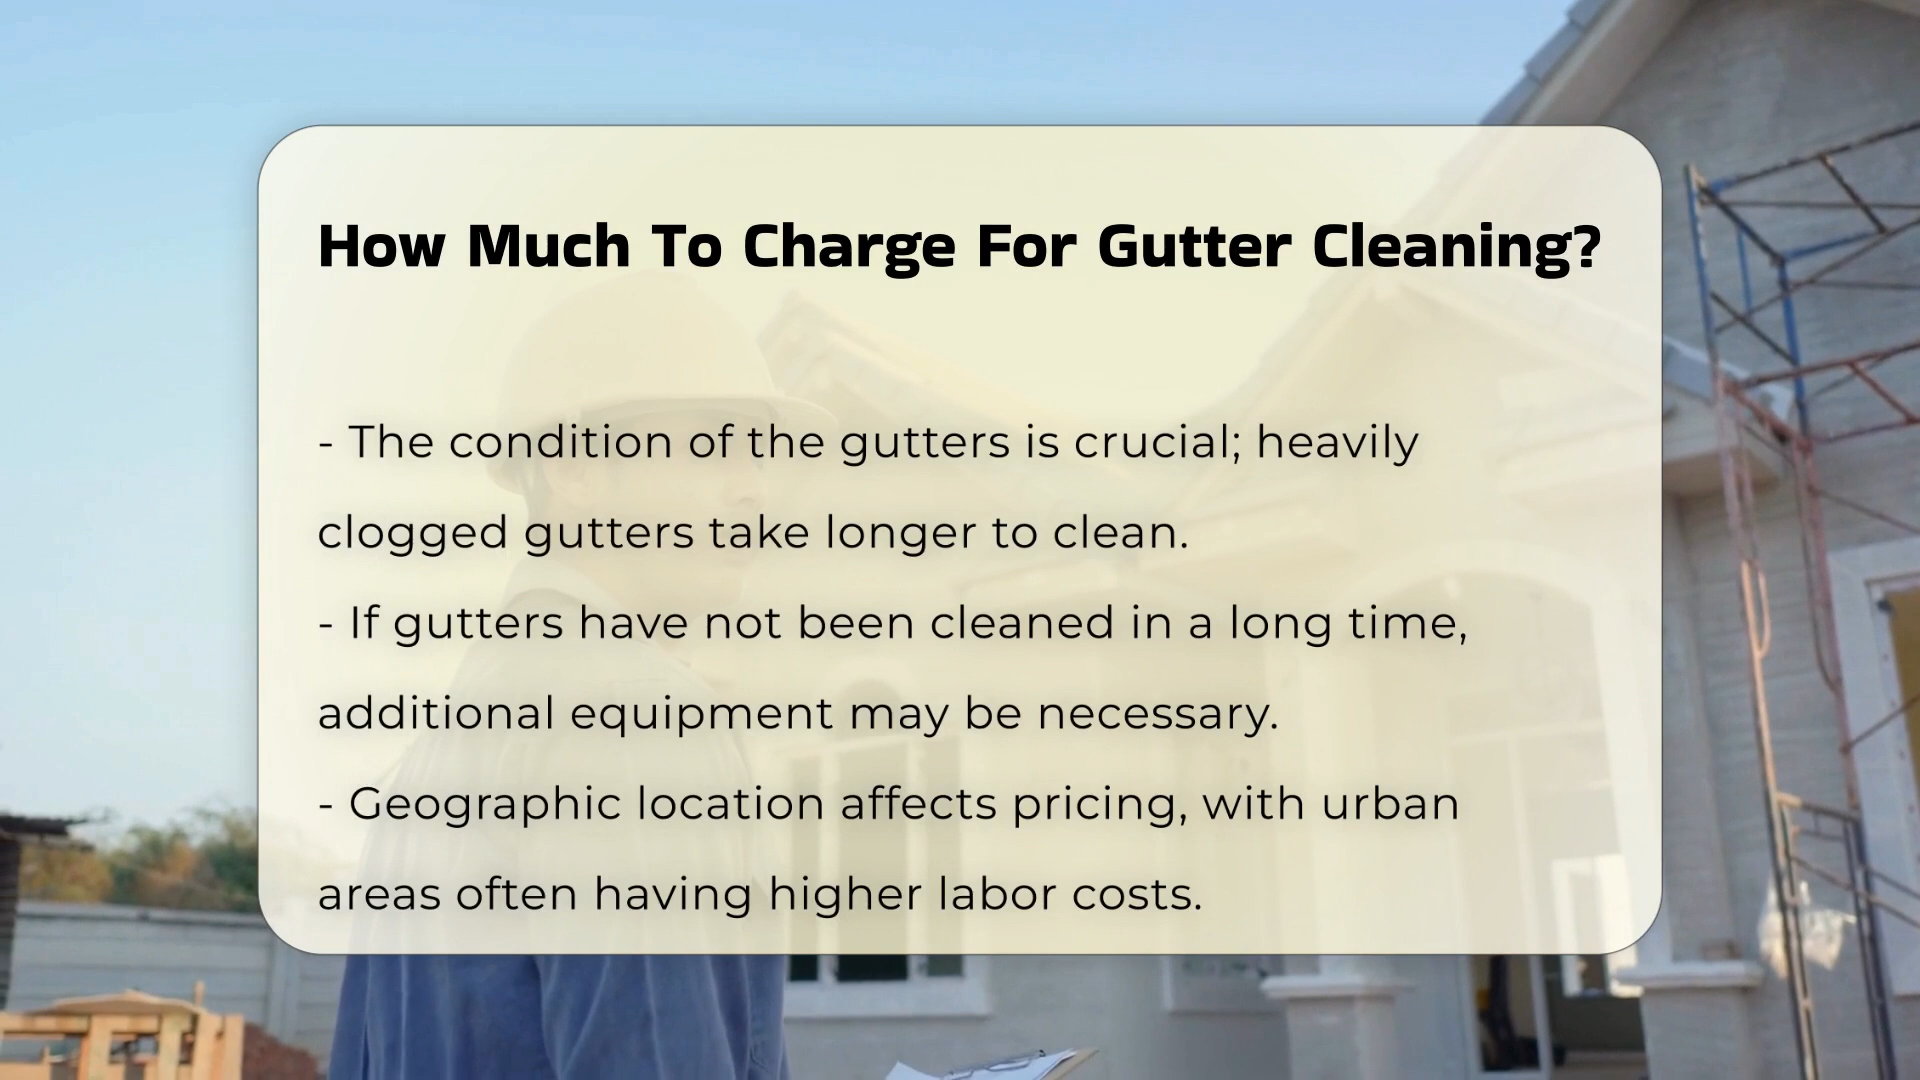 How Much To Charge For Gutter Cleaning?
- The condition of the gutters is crucial; heavily
clogged gutters take longer to clean.
- If gutters have not been cleaned in a long time,
additional equipment may be necessary.
- Geographic location affects pricing, with urban
areas often having higher labor costs.